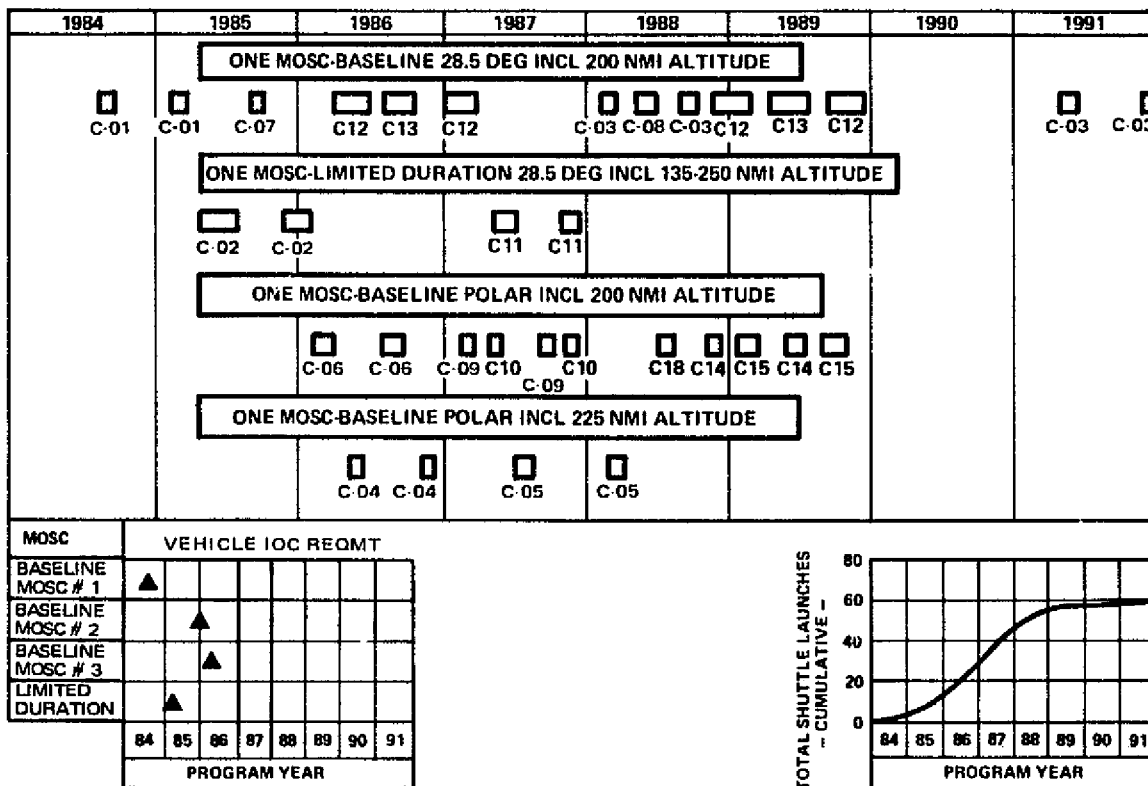 1984 1985 1986 1987 1988 1989 1990 1991
ONE MOSC-BASELINE 28.5 DEG INCL 200 NMI ALTITUDE
C-01 C-01 C-07 C12 C13 C12 C-03 C-08 C-03 C12 C13 C12 C-03 C-03
ONE MOSC-LIMITED DURATION 28.5 DEG INCL 135-250 NMI ALTITUDE
C-02 C-02 C11 C11
ONE MOSC-BASELINE POLAR INCL 200 NMI ALTITUDE
C-06 C-06 C-09 C10 C-09 C10 C18 C14 C15 C14 C15
ONE MOSC-BASELINE POLAR INCL 225 NMI ALTITUDE
C-04 C-04 C-05 C-05
MOSC VEHICLE IOC REQMT
BASELINE
MOSC # 1
BASELINE
MOSC # 2
BASELINE
MOSC # 3
LIMITED
DURATION
84 85 86 87 88 89 90 91
PROGRAM YEAR
TOTAL SHUTTLE LAUNCHES
– CUMULATIVE –
80
60
40
20
0
84 85 86 87 88 89 90 91
PROGRAM YEAR